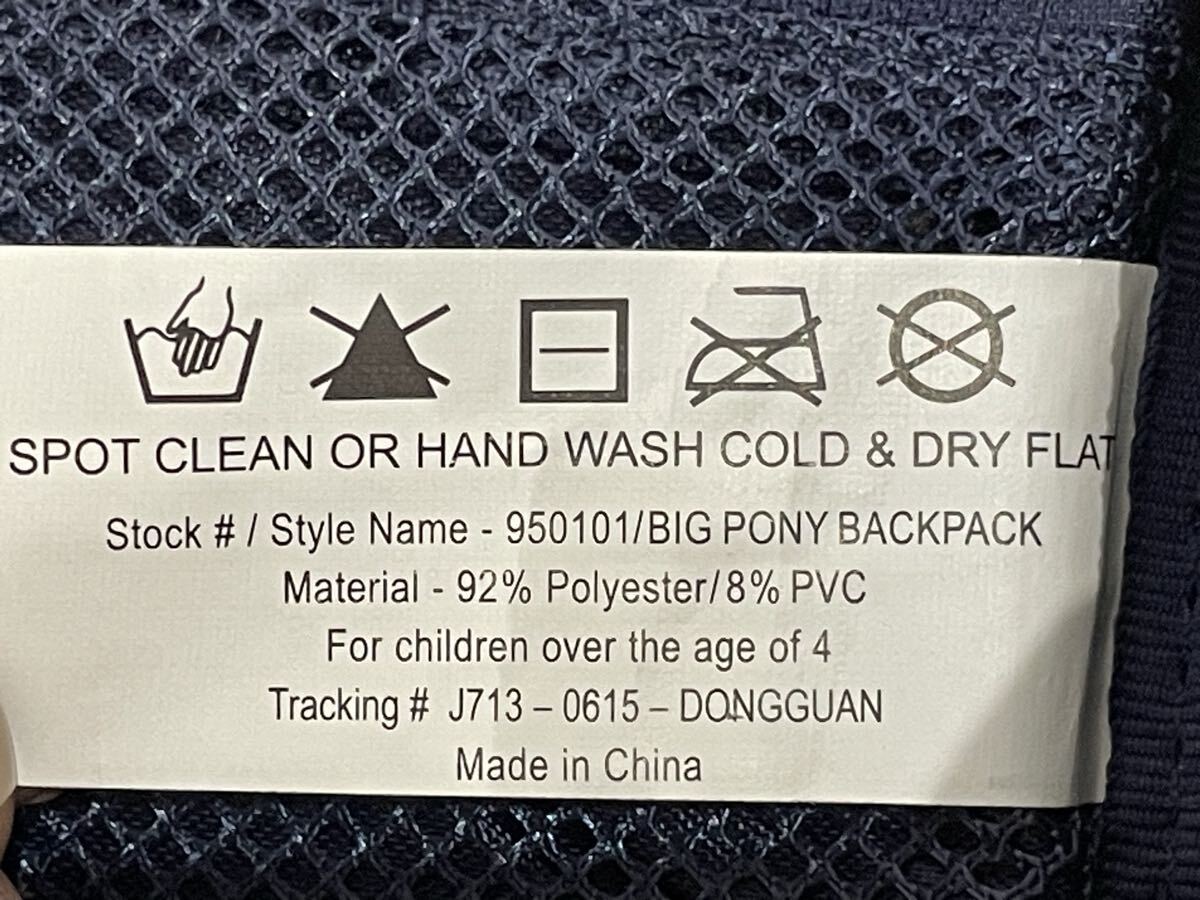 SPOT CLEAN OR HAND WASH COLD & DRY FLAT
Stock # / Style Name - 950101/BIG PONY BACKPACK
Material - 92% Polyester/8% PVC
For children over the age of 4
Tracking # J713 – 0615 – DONGGUAN
Made in China